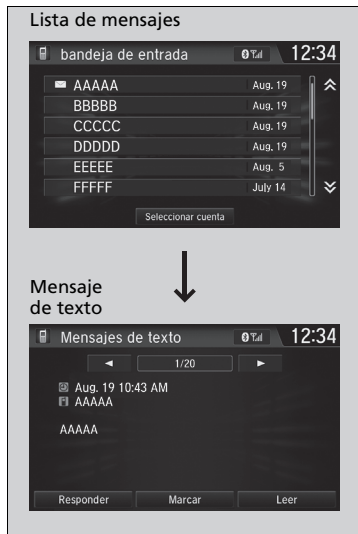 Lista de mensajes
bandeja de entrada 12:34
AAAAA Aug. 19
BBBBB Aug. 19
CCCCC Aug. 19
DDDDD Aug. 19
EEEEE Aug. 5
FFFFF July 14
Seleccionar cuenta
Mensaje
de texto
Mensajes de texto 12:34
◄ 1/20 ►
Aug. 19 10:43 AM
AAAAA
AAAAA
Responder Marcar Leer